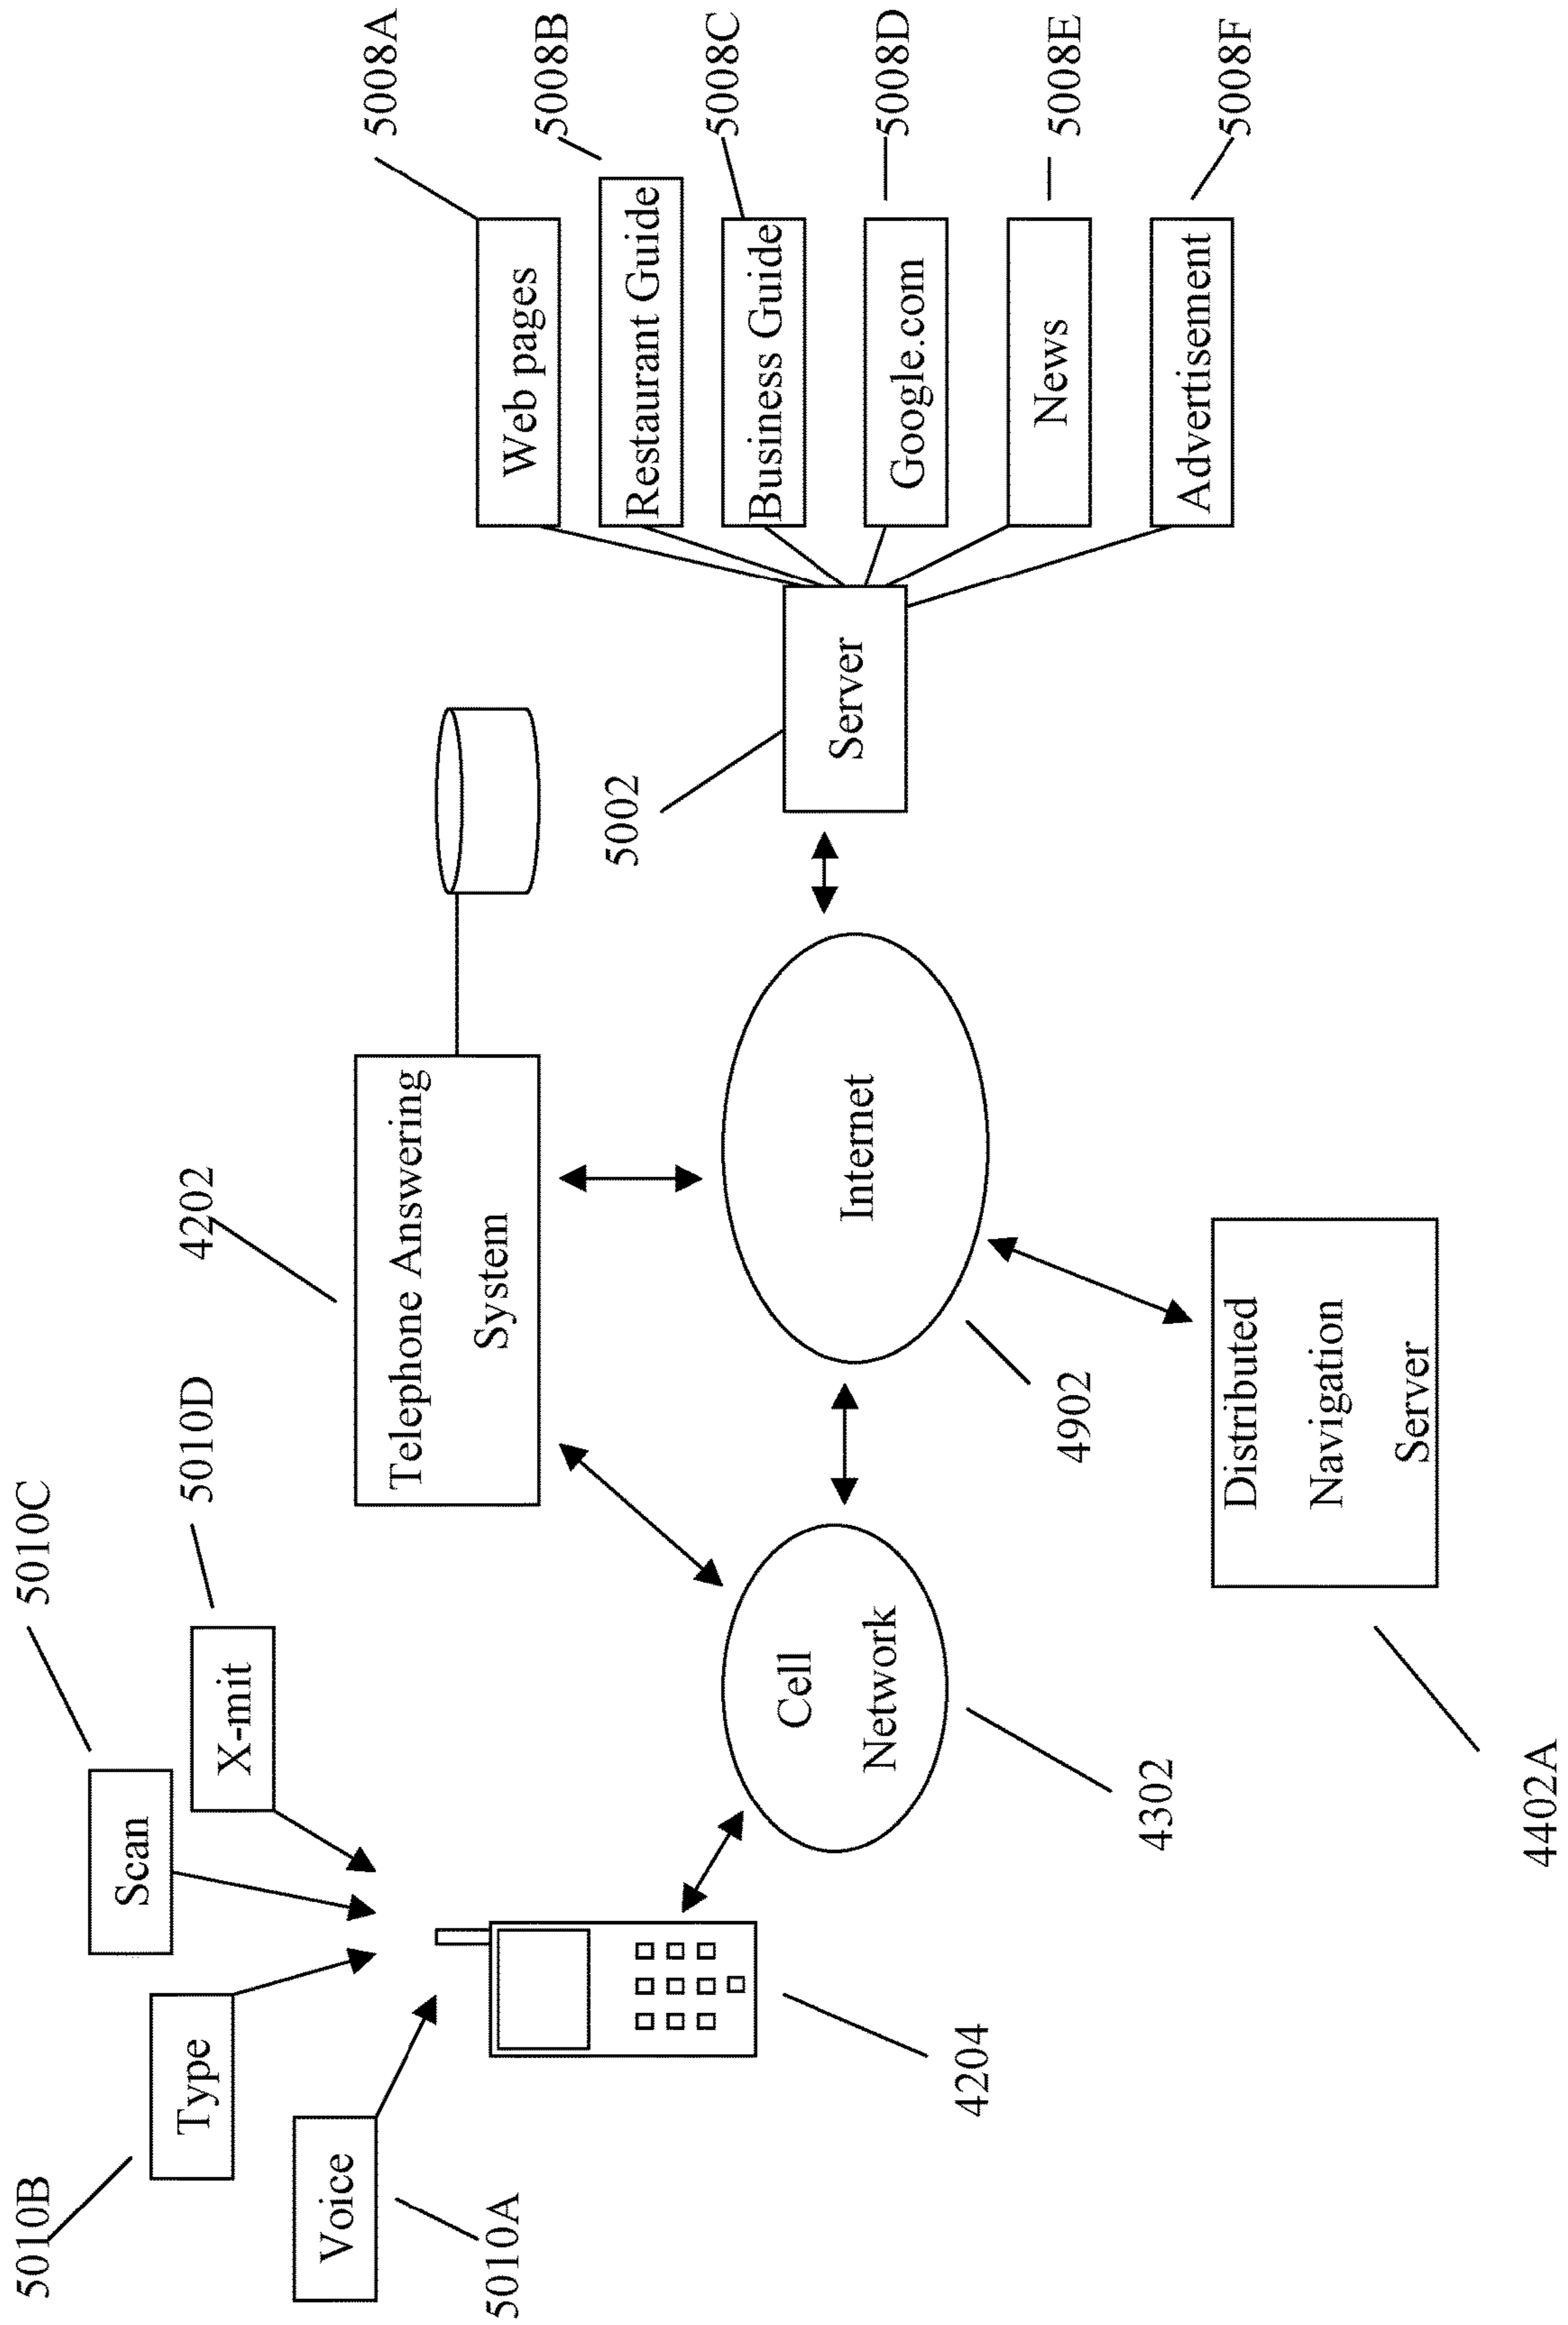 5010C
5010D
4202
5008A
5010B
Scan
X-mit
Type
Telephone Answering
System
Web pages
5008B
Voice
5002
Restaurant Guide
5008C
5010A
Business Guide
Cell
Network
Internet
Server
Google.com
5008D
4204
4302
4902
News
5008E
Distributed
Navigation
Server
Advertisement
5008F
4402A